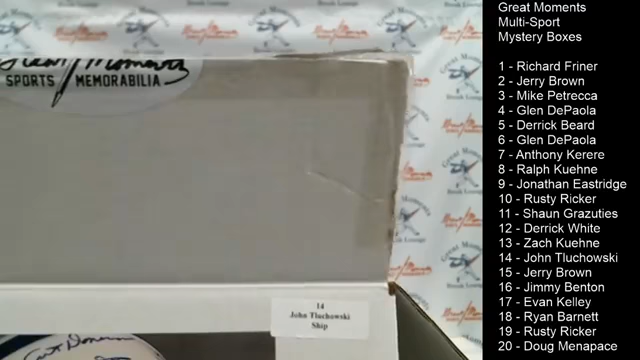 Great Moments
SPORTS MEMORABILIA
14
John Tluchowski
Ship
Great Moments
Multi-Sport
Mystery Boxes
1 - Richard Friner
2 - Jerry Brown
3 - Mike Petrecca
4 - Glen DePaola
5 - Derrick Beard
6 - Glen DePaola
7 - Anthony Kerere
8 - Ralph Kuehne
9 - Jonathan Eastridge
10 - Rusty Ricker
11 - Shaun Grazuties
12 - Derrick White
13 - Zach Kuehne
14 - John Tluchowski
15 - Jerry Brown
16 - Jimmy Benton
17 - Evan Kelley
18 - Ryan Barnett
19 - Rusty Ricker
20 - Doug Menapace